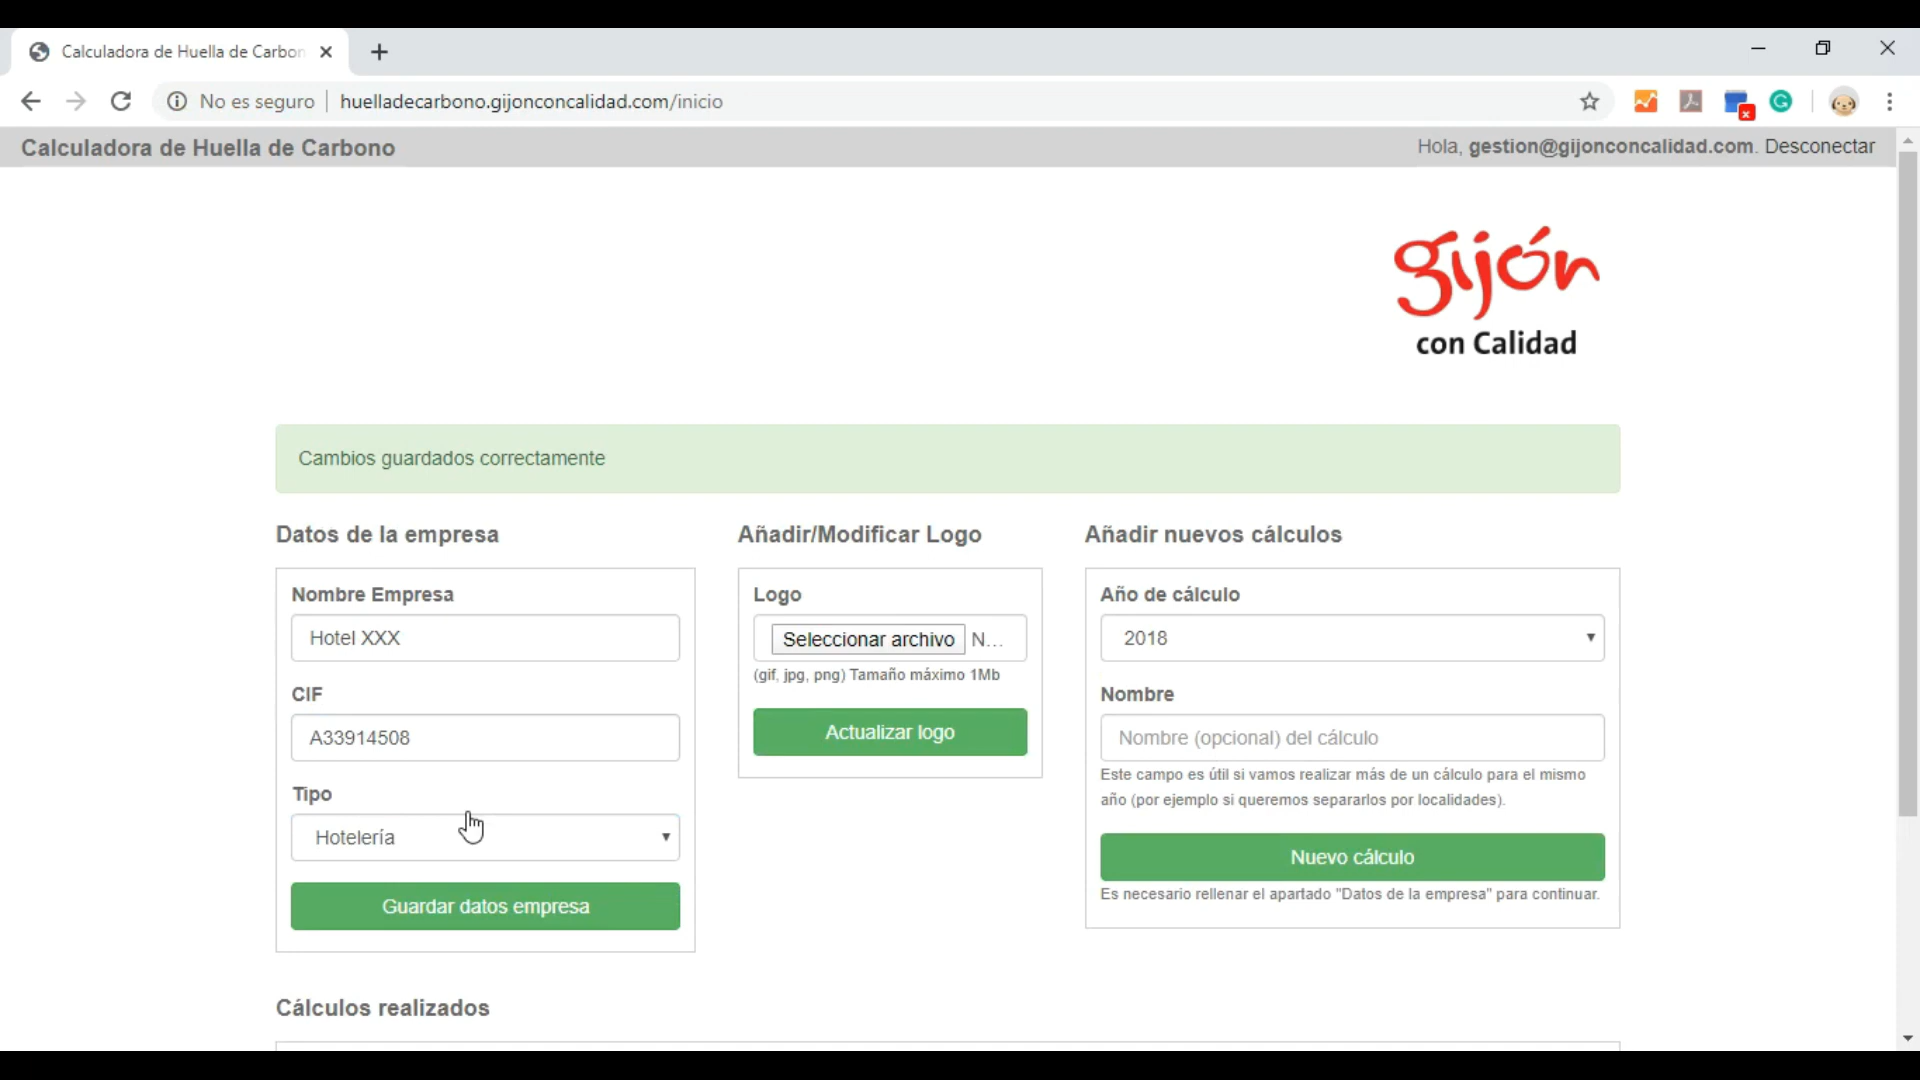 Calculadora de Huella de Carbon
No es seguro
huelladecarbono.gijonconcalidad.com/inicio
Calculadora de Huella de Carbono
Hola, gestion@gijonconcalidad.com. Desconectar
gijón
con Calidad
Cambios guardados correctamente
Datos de la empresa
Nombre Empresa
Hotel XXX
CIF
A33914508
Tipo
Hotelería
Guardar datos empresa
Añadir/Modificar Logo
Logo
Seleccionar archivo N...
(gif, jpg, png) Tamaño máximo 1Mb
Actualizar logo
Añadir nuevos cálculos
Año de cálculo
2018
Nombre
Nombre (opcional) del cálculo
Este campo es útil si vamos realizar más de un cálculo para el mismo
año (por ejemplo si queremos separarlos por localidades).
Nuevo cálculo
Es necesario rellenar el apartado "Datos de la empresa" para continuar.
Cálculos realizados